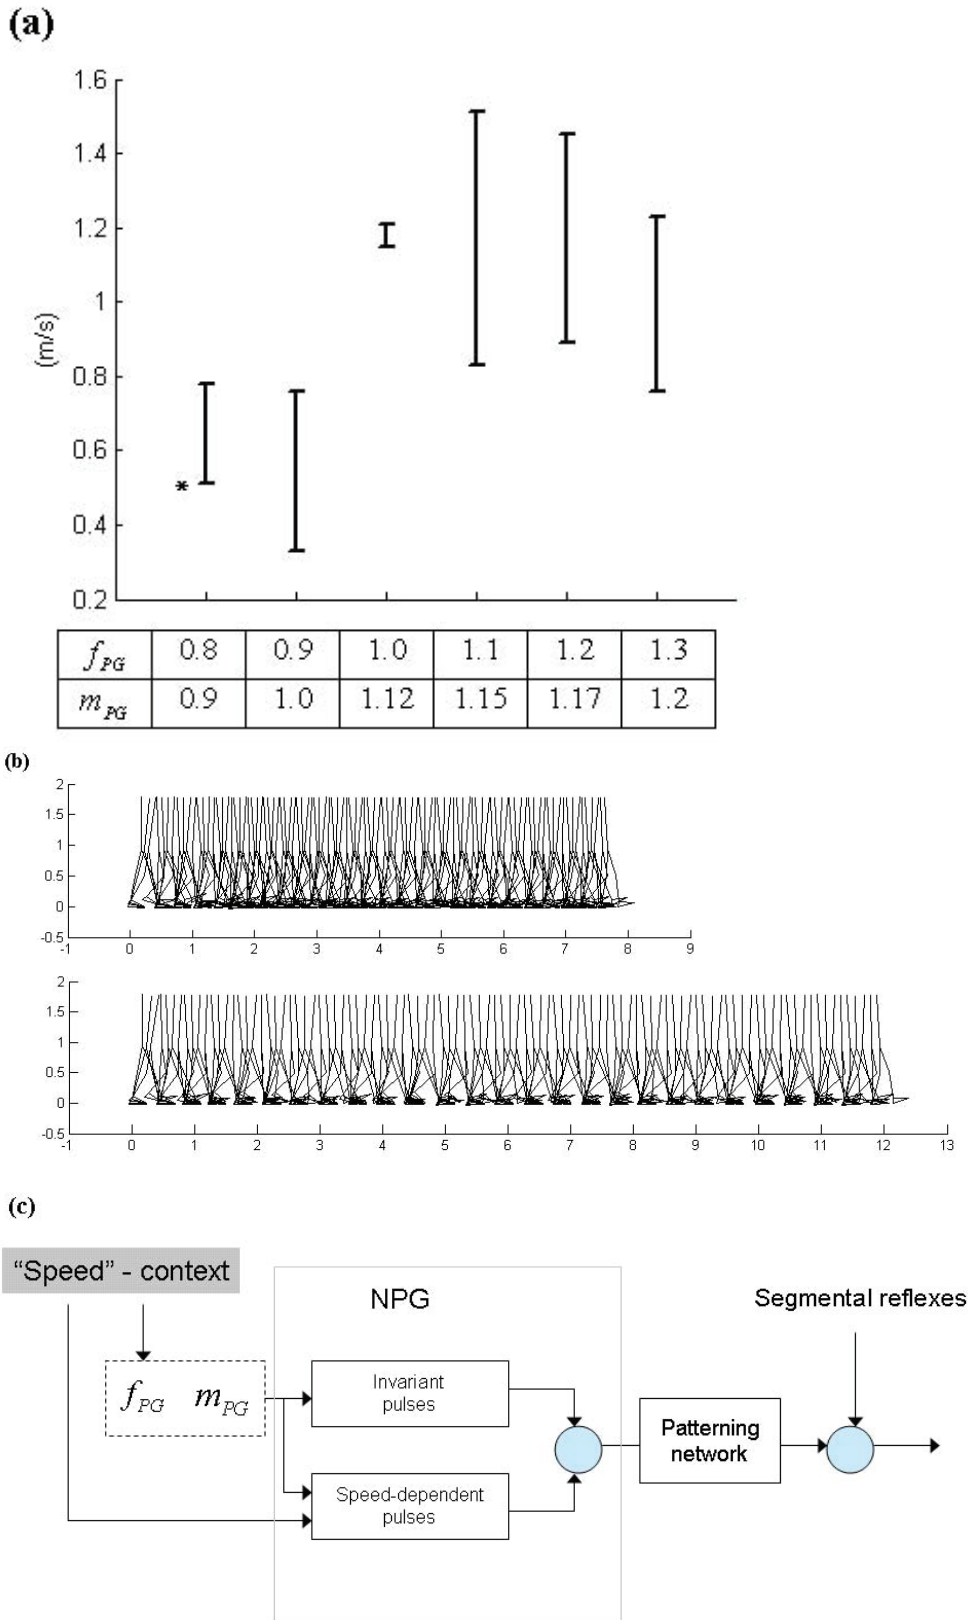 (a)
1.6
1.4
1.2
1
0.8
0.6
0.4
0.2
(m/s)
*
f_PG 0.8 0.9 1.0 1.1 1.2 1.3
m_PG 0.9 1.0 1.12 1.15 1.17 1.2
(b)
2
1.5
1
0.5
0
-0.5
-1 0 1 2 3 4 5 6 7 8 9
2
1.5
1
0.5
0
-0.5
-1 0 1 2 3 4 5 6 7 8 9 10 11 12 13
(c)
“Speed” - context
NPG
Segmental reflexes
f_PG m_PG
Invariant
pulses
Patterning
network
Speed-dependent
pulses